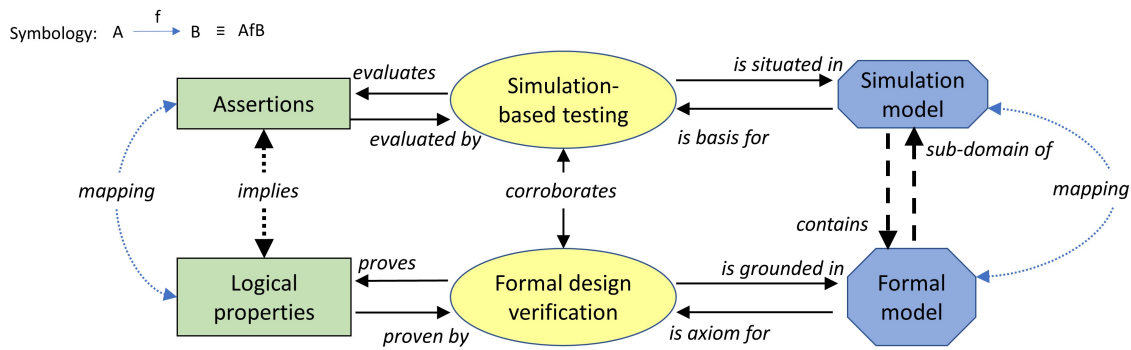 f
Symbology: A B ≡ AfB
evaluates
is situated in
Assertions
Simulation-
based testing
Simulation
model
evaluated by
is basis for
sub-domain of
mapping
implies
corroborates
mapping
contains
proves
is grounded in
Logical
properties
Formal design
verification
Formal
model
proven by
is axiom for